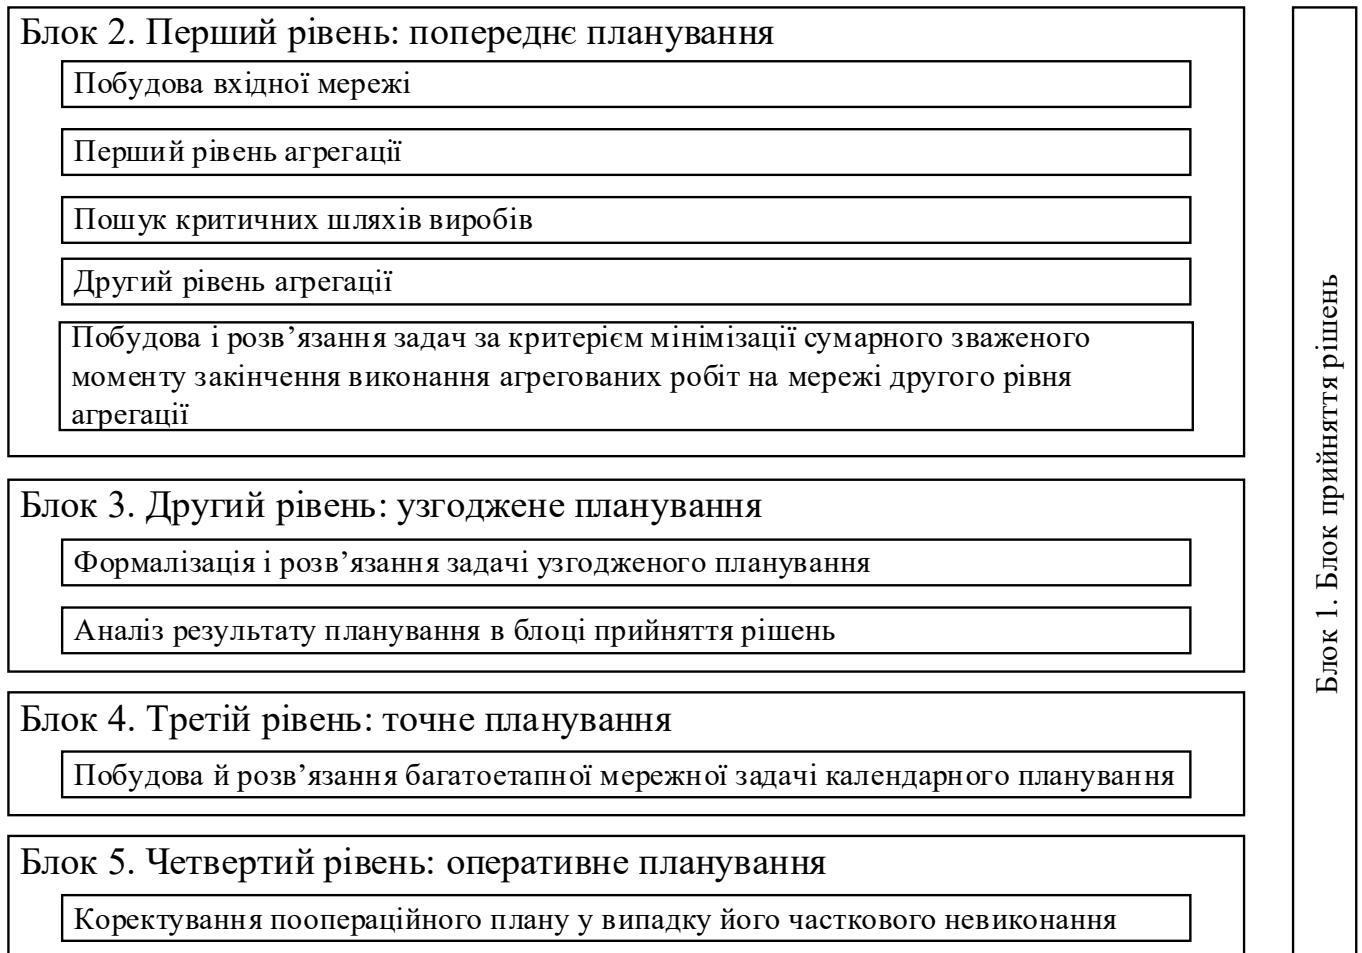 Блок 2. Перший рівень: попереднє планування
Побудова вхідної мережі
Перший рівень агрегації
Пошук критичних шляхів виробів
Другий рівень агрегації
Побудова і розв’язання задач за критерієм мінімізації сумарного зваженого
моменту закінчення виконання агрегованих робіт на мережі другого рівня
агрегації
Блок 3. Другий рівень: узгоджене планування
Формалізація і розв’язання задачі узгодженого планування
Аналіз результату планування в блоці прийняття рішень
Блок 4. Третій рівень: точне планування
Побудова й розв’язання багатоетапної мережної задачі календарного планування
Блок 5. Четвертий рівень: оперативне планування
Коректування поопераційного плану у випадку його часткового невиконання
Блок 1. Блок прийняття рішень